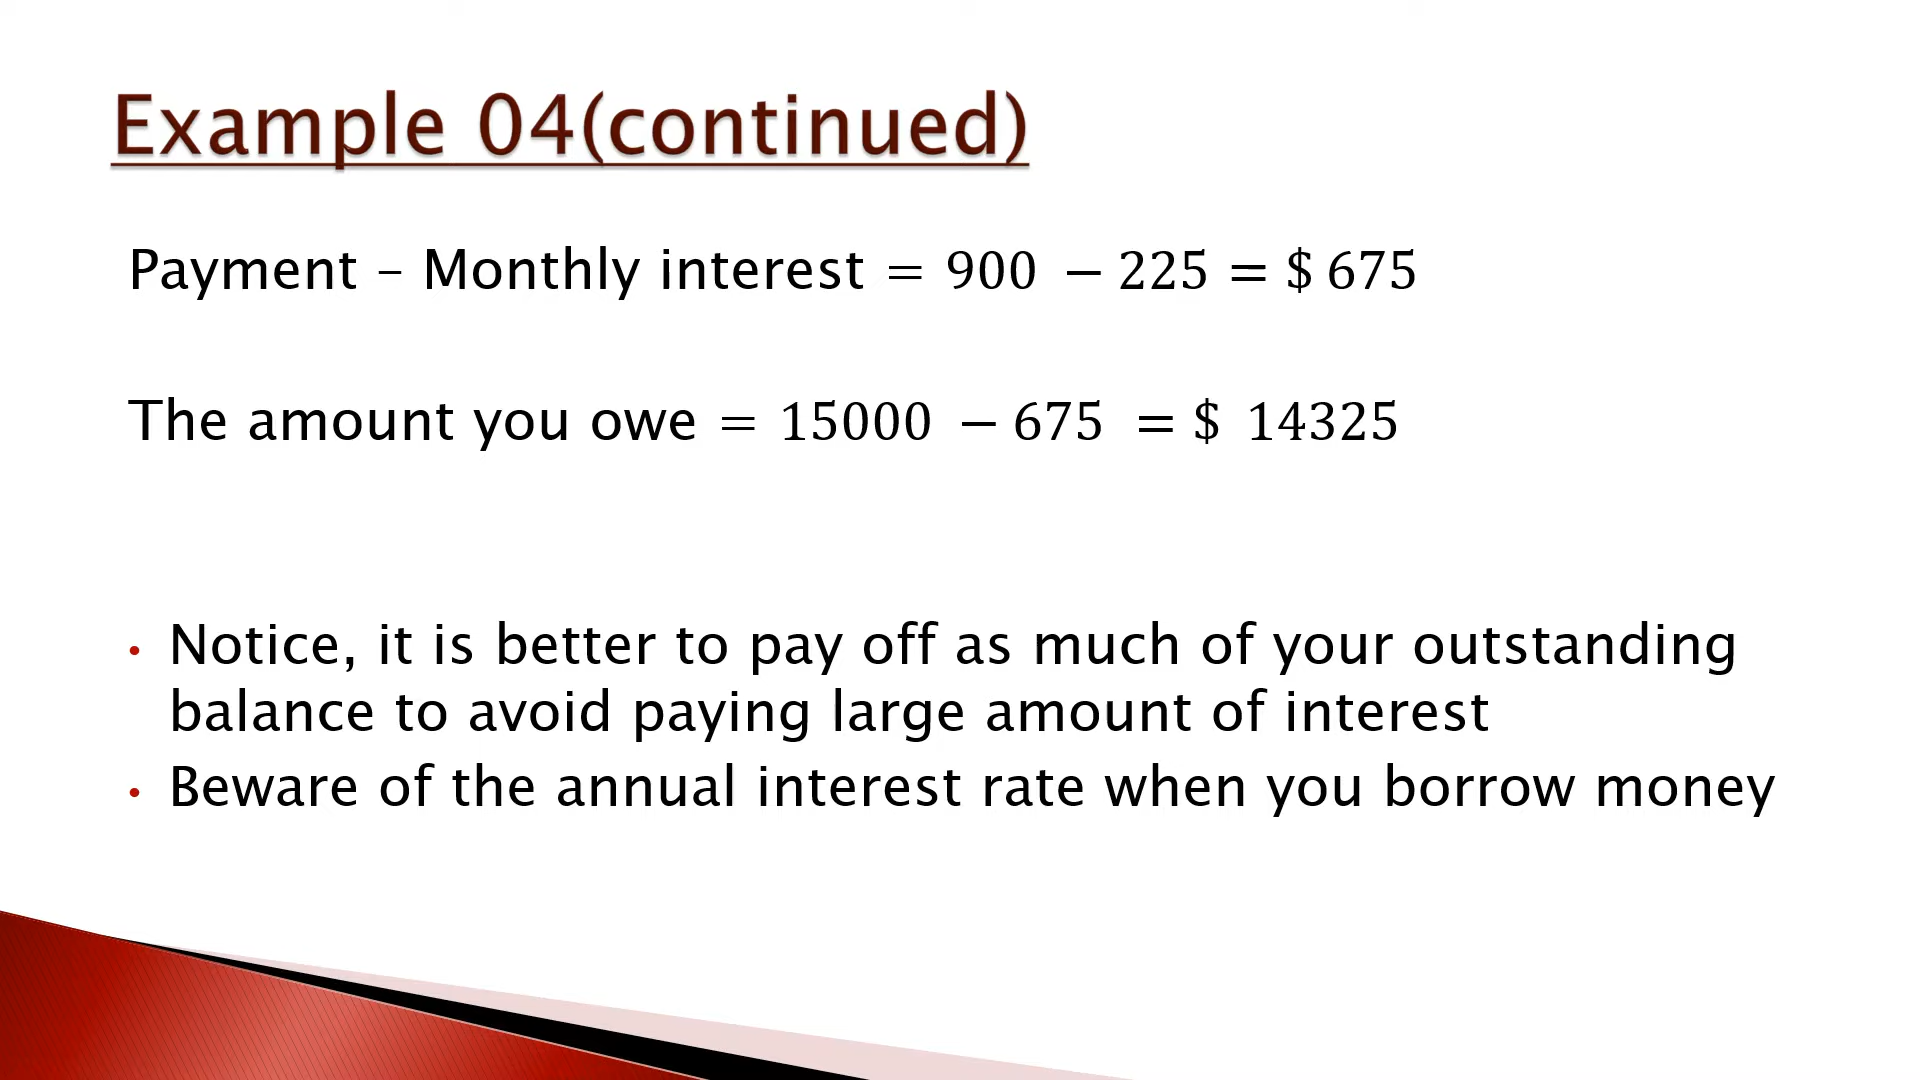 Example 04(continued)
Payment – Monthly interest = 900 − 225 = $ 675
The amount you owe = 15000 − 675 = $ 14325
• Notice, it is better to pay off as much of your outstanding
balance to avoid paying large amount of interest
• Beware of the annual interest rate when you borrow money